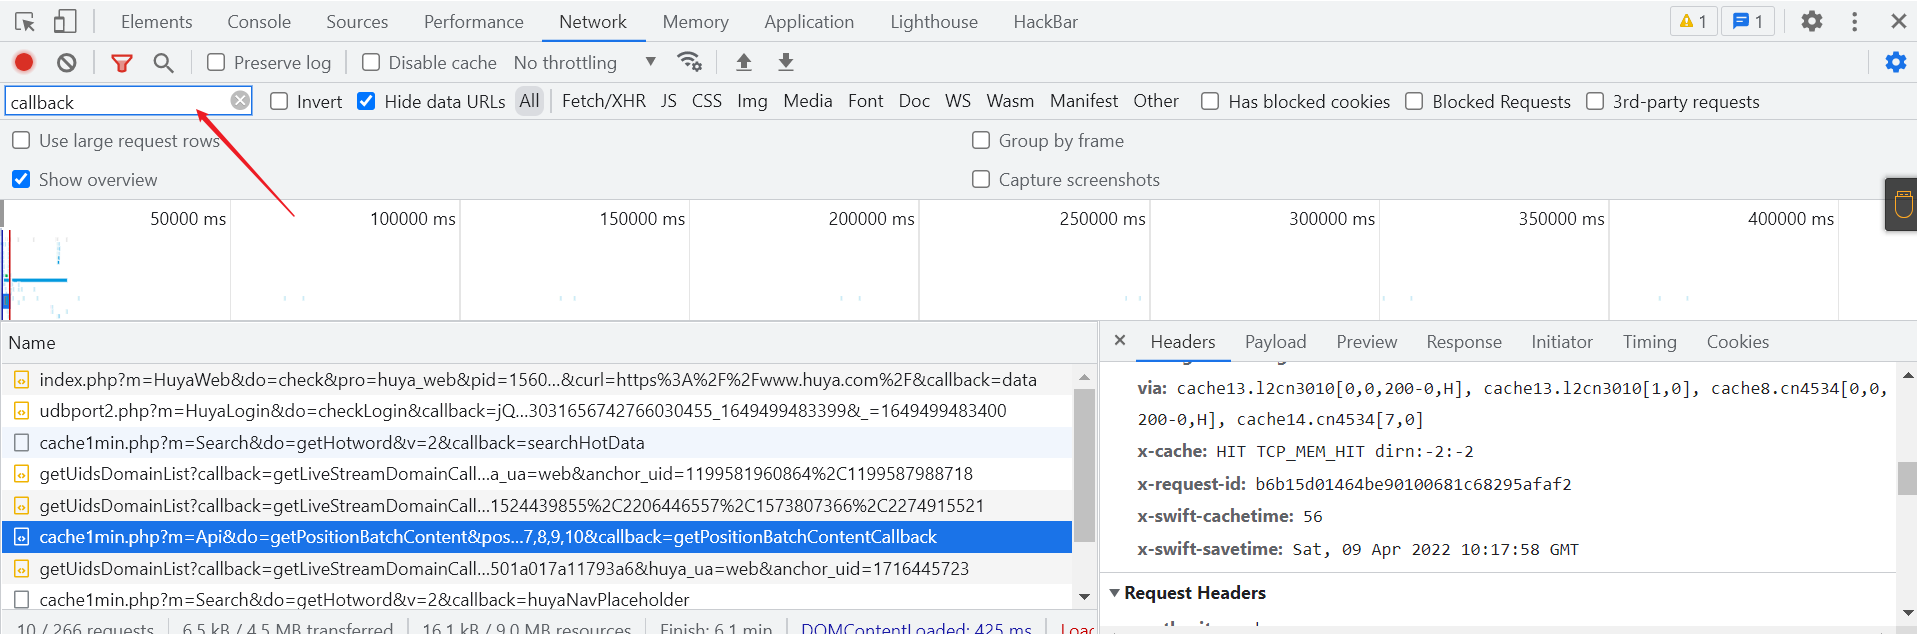 Elements Console Sources Performance Network Memory Application Lighthouse HackBar 1 1
Preserve log Disable cache No throttling
callback Invert Hide data URLs All Fetch/XHR JS CSS Img Media Font Doc WS Wasm Manifest Other Has blocked cookies Blocked Requests 3rd-party requests
Use large request rows Group by frame
Show overview Capture screenshots
50000 ms 100000 ms 150000 ms 200000 ms 250000 ms 300000 ms 350000 ms 400000 ms
Name
index.php?m=HuyaWeb&do=check&pro=huya_web&pid=1560...&curl=https%3A%2F%2Fwww.huya.com%2F&callback=data
udbport2.php?m=HuyaLogin&do=checkLogin&callback=jQ...3031656742766030455_1649499483399&_=1649499483400
cache1min.php?m=Search&do=getHotword&v=2&callback=searchHotData
getUidsDomainList?callback=getLiveStreamDomainCall...a_ua=web&anchor_uid=1199581960864%2C1199587988718
getUidsDomainList?callback=getLiveStreamDomainCall...1524439855%2C2206446557%2C1573807366%2C2274915521
cache1min.php?m=Api&do=getPositionBatchContent&pos...7,8,9,10&callback=getPositionBatchContentCallback
getUidsDomainList?callback=getLiveStreamDomainCall...501a017a11793a6&huya_ua=web&anchor_uid=1716445723
cache1min.php?m=Search&do=getHotword&v=2&callback=huyaNavPlaceholder
10 / 266 requests 6.5 kB / 4.5 MB transferred 16.1 kB / 9.0 MB resources Finish: 6.1 min DOMContentLoaded: 425 ms Load
× Headers Payload Preview Response Initiator Timing Cookies
via: cache13.l2cn3010[0,0,200-0,H], cache13.l2cn3010[1,0], cache8.cn4534[0,0,
200-0,H], cache14.cn4534[7,0]
x-cache: HIT TCP_MEM_HIT dirn:-2:-2
x-request-id: b6b15d01464be90100681c68295afaf2
x-swift-cachetime: 56
x-swift-savetime: Sat, 09 Apr 2022 10:17:58 GMT
Request Headers